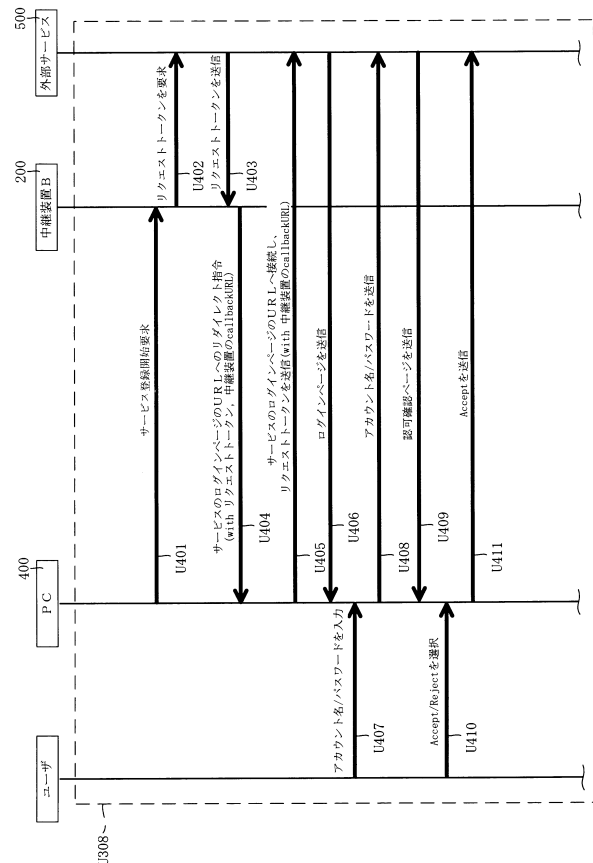 ユーザ
PC
400
中継装置B
200
外部サービス
500
U308
サービス登録開始要求
U401
リクエストトークンを要求
U402
リクエストトークンを送信
U403
サービスのログインページのURLへのリダイレクト指令
(with リクエストトークン, 中継装置のcallbackURL)
U404
サービスのログインページのURLへ接続し、
リクエストトークンを送信(with 中継装置のcallbackURL)
U405
ログインページを送信
U406
アカウント名/パスワードを入力
U407
アカウント名/パスワードを送信
U408
認可確認ページを送信
U409
Accept/Rejectを選択
U410
Acceptを送信
U411